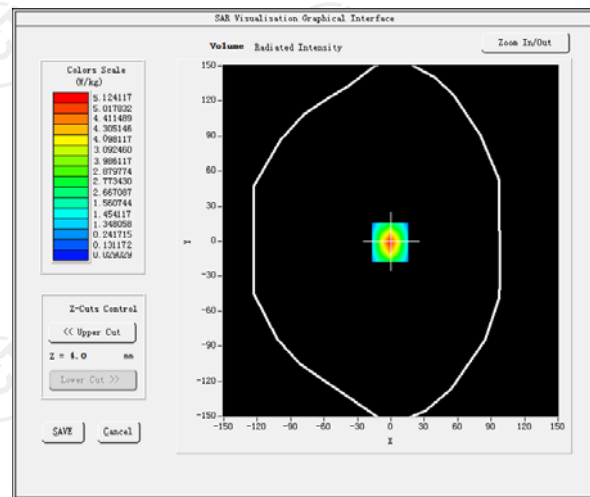 SAR Visualisation Graphical Interface
Volume Radiated Intensity
Zoom In/Out
Colors Scale
(W/kg)
5.124117
5.017832
4.411489
4.305146
4.098117
3.092460
3.986117
2.879774
2.773430
2.667087
1.560744
1.454117
1.348058
0.241715
0.131172
0.029029
150
120
90
60
30
0
-30
-60
-90
-120
-150
Y
-150 -120 -90 -60 -30 0 30 60 90 120 150
X
Z-Cuts Control
<< Upper Cut
Z = 4.0 mm
Lower Cut >>
SAVE Cancel